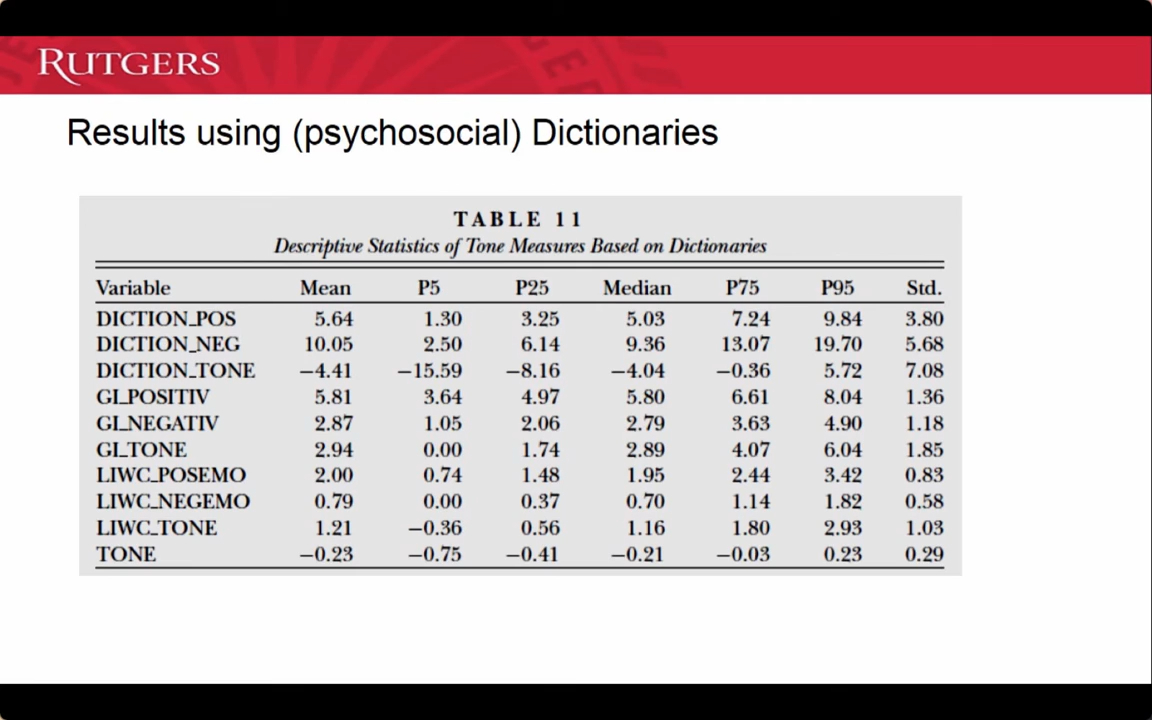 RUTGERS
Results using (psychosocial) Dictionaries
TABLE 11
Descriptive Statistics of Tone Measures Based on Dictionaries
Variable Mean P5 P25 Median P75 P95 Std.
DICTION_POS 5.64 1.30 3.25 5.03 7.24 9.84 3.80
DICTION_NEG 10.05 2.50 6.14 9.36 13.07 19.70 5.68
DICTION_TONE −4.41 −15.59 −8.16 −4.04 −0.36 5.72 7.08
GI_POSITIV 5.81 3.64 4.97 5.80 6.61 8.04 1.36
GI_NEGATIV 2.87 1.05 2.06 2.79 3.63 4.90 1.18
GI_TONE 2.94 0.00 1.74 2.89 4.07 6.04 1.85
LIWC_POSEMO 2.00 0.74 1.48 1.95 2.44 3.42 0.83
LIWC_NEGEMO 0.79 0.00 0.37 0.70 1.14 1.82 0.58
LIWC_TONE 1.21 −0.36 0.56 1.16 1.80 2.93 1.03
TONE −0.23 −0.75 −0.41 −0.21 −0.03 0.23 0.29